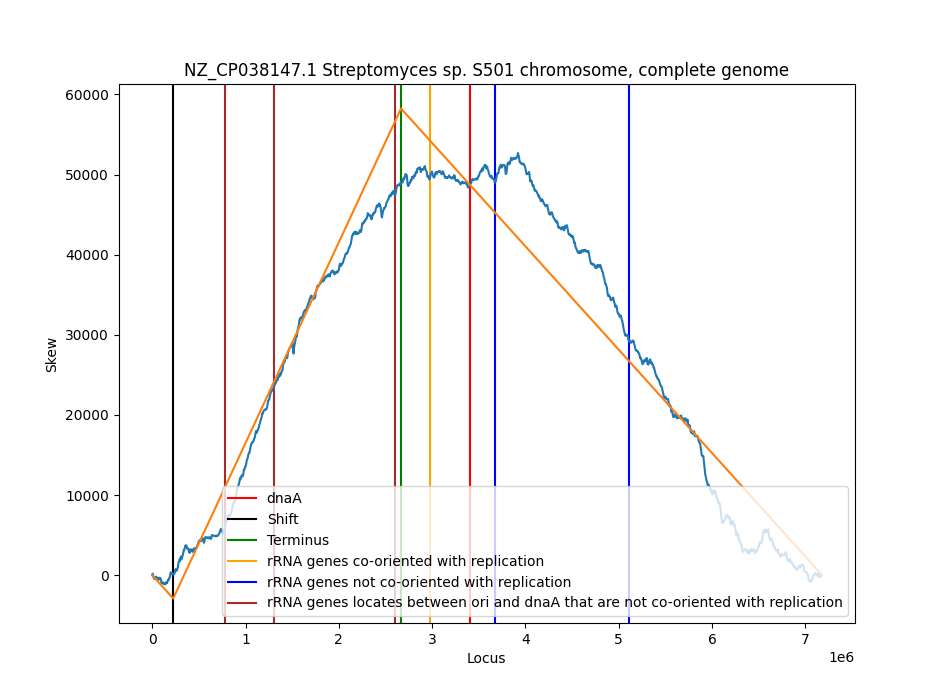 NZ_CP038147.1 Streptomyces sp. S501 chromosome, complete genome
60000
50000
40000
30000
20000
10000
0
Skew
dnaA
Shift
Terminus
rRNA genes co-oriented with replication
rRNA genes not co-oriented with replication
rRNA genes locates between ori and dnaA that are not co-oriented with replication
0 1 2 3 4 5 6 7
Locus
1e6